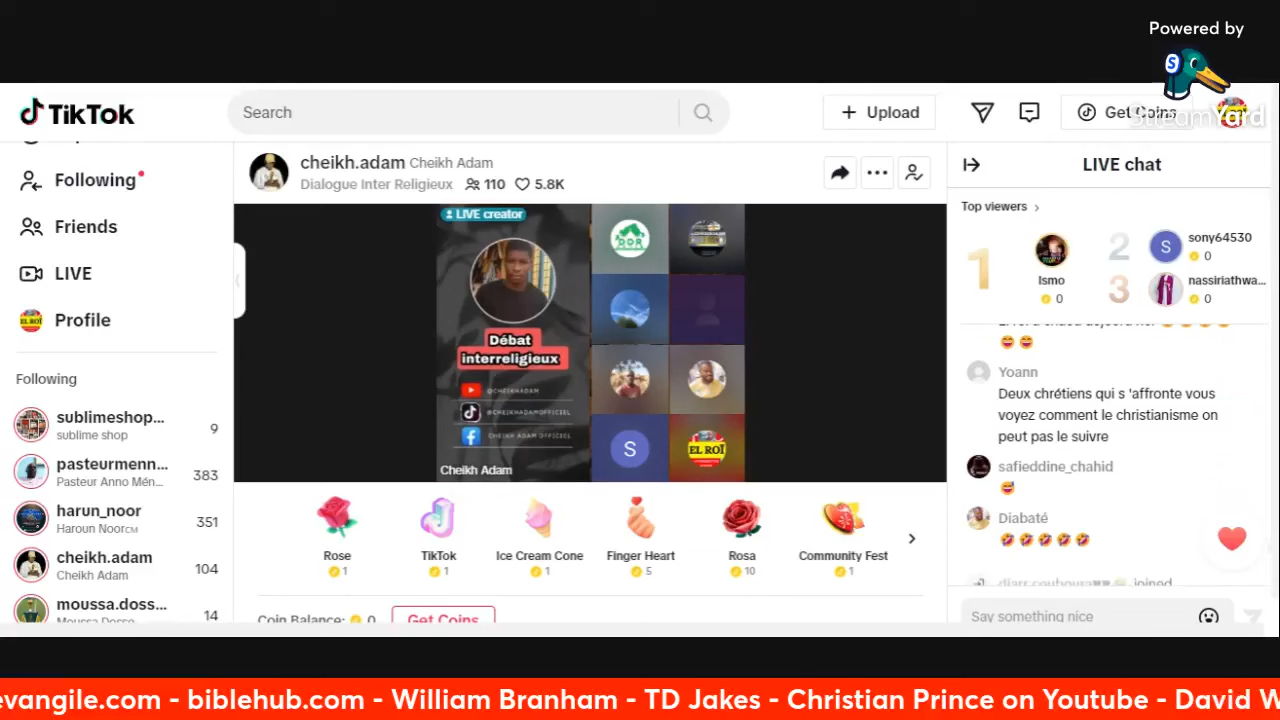 Powered by
StreamYard
TikTok
Search
Upload
Get Coins
Following
Friends
LIVE
Profile
Following
sublimeshop...
sublime shop
9
pasteurmenn...
Pasteur Anno Mén...
383
harun_noor
Haroun Noor
351
cheikh.adam
Cheikh Adam
104
moussa.doss...
Moussa Dosso
14
cheikh.adam Cheikh Adam
Dialogue Inter Religieux 110 5.8K
LIVE creator
Débat
interreligieux
@CHEIKHADAM
@CHEIKHADAMOFFICIEL
CHEIKH ADAM OFFICIEL
Cheikh Adam
DDR
S
EL ROÏ
Rose
1
TikTok
1
Ice Cream Cone
1
Finger Heart
5
Rosa
10
Community Fest
1
Coin Balance: 0
Get Coins
LIVE chat
Top viewers
1
Ismo
0
2
S
sony64530
0
3
nassiriathwa...
0
Yoann
Deux chrétiens qui s 'affronte vous
voyez comment le christianisme on
peut pas le suivre
safieddine_chahid
😅
Diabaté
🤣🤣🤣🤣🤣
joined
Say something nice
evangile.com - biblehub.com - William Branham - TD Jakes - Christian Prince on Youtube - David W